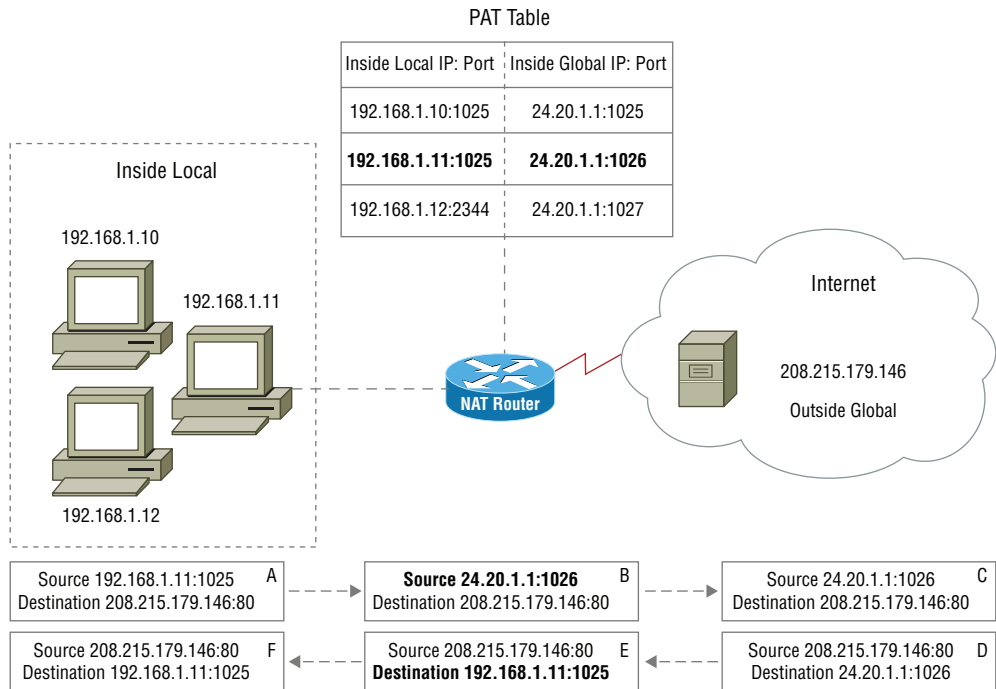 PAT Table
Inside Local IP: Port Inside Global IP: Port
192.168.1.10:1025 24.20.1.1:1025
192.168.1.11:1025 24.20.1.1:1026
192.168.1.12:2344 24.20.1.1:1027
Inside Local
192.168.1.10
192.168.1.11
192.168.1.12
NAT Router
Internet
208.215.179.146
Outside Global
Source 192.168.1.11:1025 A
Destination 208.215.179.146:80
Source 24.20.1.1:1026 B
Destination 208.215.179.146:80
Source 24.20.1.1:1026 C
Destination 208.215.179.146:80
Source 208.215.179.146:80 F
Destination 192.168.1.11:1025
Source 208.215.179.146:80 E
Destination 192.168.1.11:1025
Source 208.215.179.146:80 D
Destination 24.20.1.1:1026